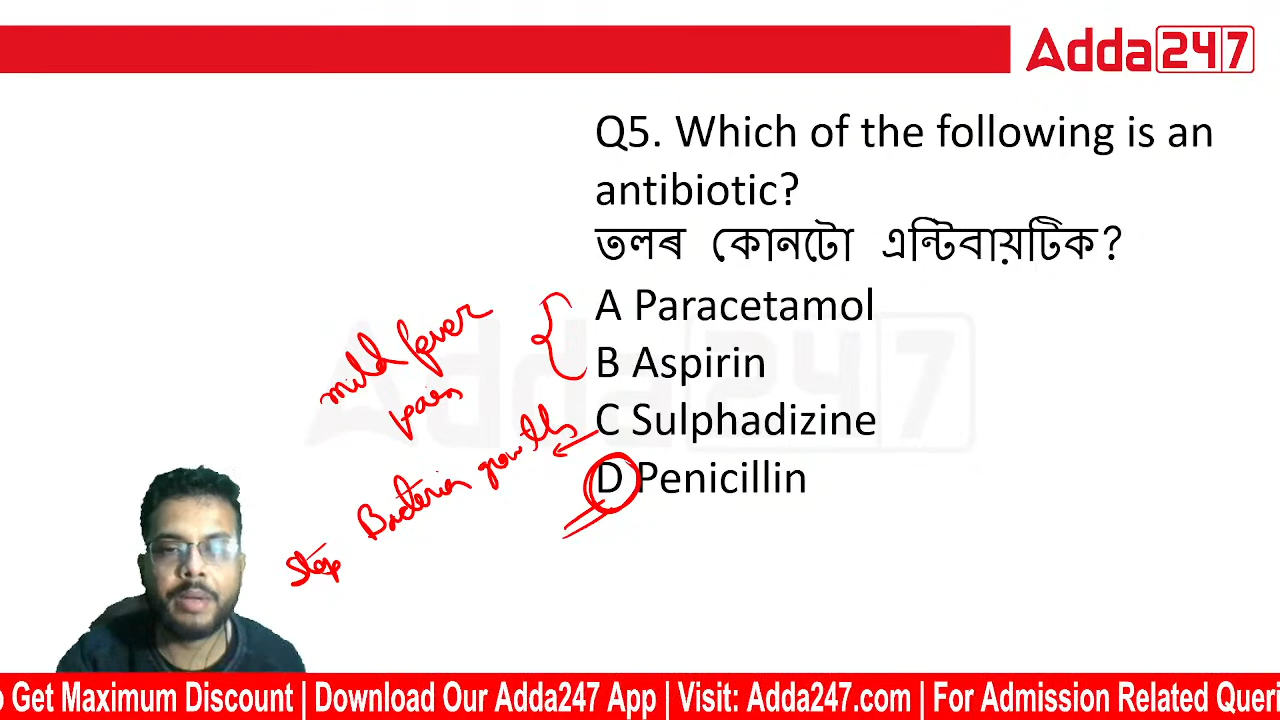 Adda247
Q5. Which of the following is an
antibiotic?
তলৰ কোনটো এন্টিবায়টিক?
A Paracetamol
B Aspirin
C Sulphadizine
D Penicillin
mild fever
pain
Stop Bacteria growth
Adda247
o Get Maximum Discount | Download Our Adda247 App | Visit: Adda247.com | For Admission Related Queri